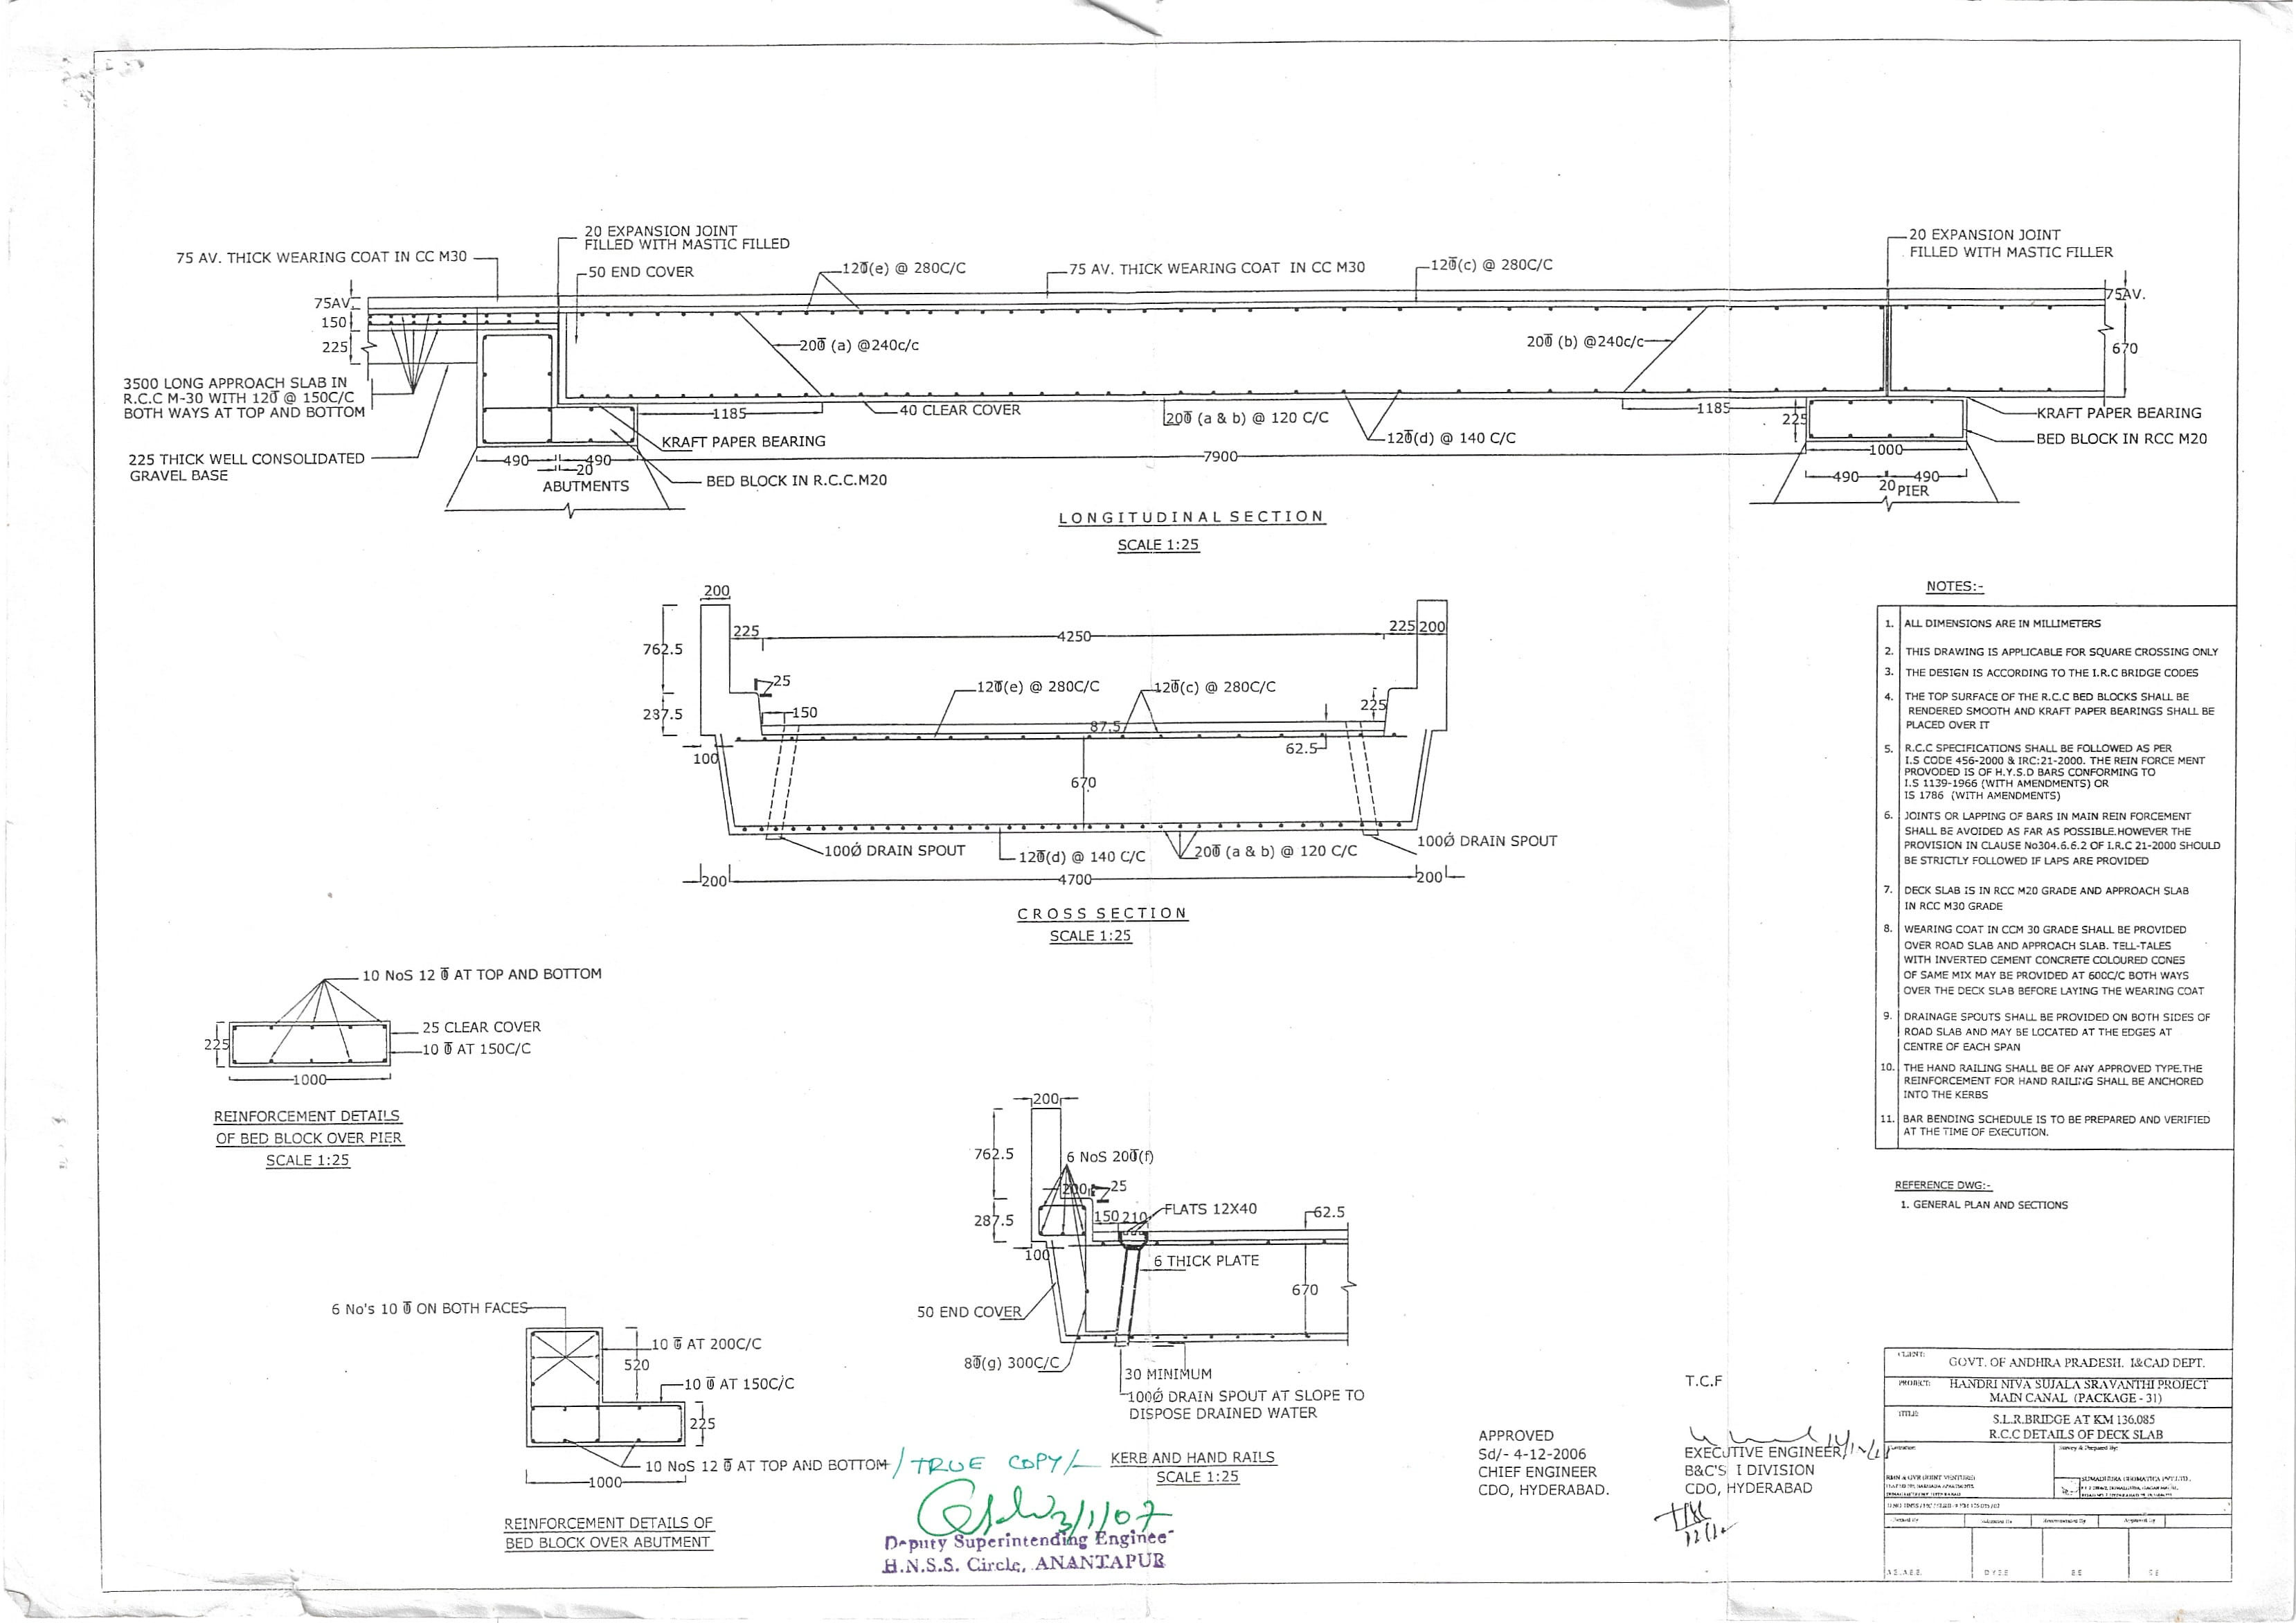 20 EXPANSION JOINT
FILLED WITH MASTIC FILLED
20 EXPANSION JOINT
FILLED WITH MASTIC FILLER
75 AV. THICK WEARING COAT IN CC M30
50 END COVER
12Ō(e) @ 280C/C
75 AV. THICK WEARING COAT IN CC M30
12Ō(c) @ 280C/C
75AV.
75AV.
150
225
20Ō (a) @240c/c
20Ō (b) @240c/c
670
3500 LONG APPROACH SLAB IN
R.C.C M-30 WITH 12Ō @ 150C/C
BOTH WAYS AT TOP AND BOTTOM
1185
40 CLEAR COVER
20Ō (a & b) @ 120 C/C
12Ō(d) @ 140 C/C
1185
225
KRAFT PAPER BEARING
KRAFT PAPER BEARING
BED BLOCK IN RCC M20
225 THICK WELL CONSOLIDATED
GRAVEL BASE
490
490
20
7900
1000
ABUTMENTS
BED BLOCK IN R.C.C.M20
490
490
20
PIER
LONGITUDINAL SECTION
SCALE 1:25
200
225
4250
225
200
762.5
25
12Ō(e) @ 280C/C
12Ō(c) @ 280C/C
287.5
150
87.5
225
62.5
100
670
100Ø DRAIN SPOUT
12Ō(d) @ 140 C/C
20Ō (a & b) @ 120 C/C
100Ø DRAIN SPOUT
200
4700
200
CROSS SECTION
SCALE 1:25
NOTES:-
1. ALL DIMENSIONS ARE IN MILLIMETERS
2. THIS DRAWING IS APPLICABLE FOR SQUARE CROSSING ONLY
3. THE DESIGN IS ACCORDING TO THE I.R.C BRIDGE CODES
4. THE TOP SURFACE OF THE R.C.C BED BLOCKS SHALL BE
RENDERED SMOOTH AND KRAFT PAPER BEARINGS SHALL BE
PLACED OVER IT
5. R.C.C SPECIFICATIONS SHALL BE FOLLOWED AS PER
I.S CODE 456-2000 & IRC:21-2000. THE REIN FORCE MENT
PROVODED IS OF H.Y.S.D BARS CONFORMING TO
I.S 1139-1966 (WITH AMENDMENTS) OR
IS 1786 (WITH AMENDMENTS)
6. JOINTS OR LAPPING OF BARS IN MAIN REIN FORCEMENT
SHALL BE AVOIDED AS FAR AS POSSIBLE.HOWEVER THE
PROVISION IN CLAUSE No304.6.6.2 OF I.R.C 21-2000 SHOULD
BE STRICTLY FOLLOWED IF LAPS ARE PROVIDED
7. DECK SLAB IS IN RCC M20 GRADE AND APPROACH SLAB
IN RCC M30 GRADE
8. WEARING COAT IN CCM 30 GRADE SHALL BE PROVIDED
OVER ROAD SLAB AND APPROACH SLAB. TELL-TALES
WITH INVERTED CEMENT CONCRETE COLOURED CONES
OF SAME MIX MAY BE PROVIDED AT 600C/C BOTH WAYS
OVER THE DECK SLAB BEFORE LAYING THE WEARING COAT
9. DRAINAGE SPOUTS SHALL BE PROVIDED ON BOTH SIDES OF
ROAD SLAB AND MAY BE LOCATED AT THE EDGES AT
CENTRE OF EACH SPAN
10. THE HAND RAILING SHALL BE OF ANY APPROVED TYPE.THE
REINFORCEMENT FOR HAND RAILING SHALL BE ANCHORED
INTO THE KERBS
11. BAR BENDING SCHEDULE IS TO BE PREPARED AND VERIFIED
AT THE TIME OF EXECUTION.
REFERENCE DWG:-
1. GENERAL PLAN AND SECTIONS
10 NoS 12 Ō AT TOP AND BOTTOM
25 CLEAR COVER
10 Ō AT 150C/C
225
1000
REINFORCEMENT DETAILS
OF BED BLOCK OVER PIER
SCALE 1:25
200
762.5
6 NoS 20Ō(f)
200
25
287.5
150
210
FLATS 12X40
62.5
100
6 THICK PLATE
670
50 END COVER
8Ō(g) 300C/C
30 MINIMUM
100Ø DRAIN SPOUT AT SLOPE TO
DISPOSE DRAINED WATER
KERB AND HAND RAILS
SCALE 1:25
6 No's 10 Ō ON BOTH FACES
10 Ō AT 200C/C
520
10 Ō AT 150C/C
225
10 NoS 12 Ō AT TOP AND BOTTOM
1000
REINFORCEMENT DETAILS OF
BED BLOCK OVER ABUTMENT
/TRUE COPY/
3/1/07
Deputy Superintending Enginee
H.N.S.S. Circle, ANANTAPUR
APPROVED
Sd/- 4-12-2006
CHIEF ENGINEER
CDO, HYDERABAD.
T.C.F
EXECUTIVE ENGINEER
B&C'S I DIVISION
CDO, HYDERABAD
CLIENT:
GOVT. OF ANDHRA PRADESH. I&CAD DEPT.
PROJECT:
HANDRI NIVA SUJALA SRAVANTHI PROJECT
MAIN CANAL (PACKAGE - 31)
TITLE:
S.L.R.BRIDGE AT KM 136.085
R.C.C DETAILS OF DECK SLAB
Survey & Prepared By: